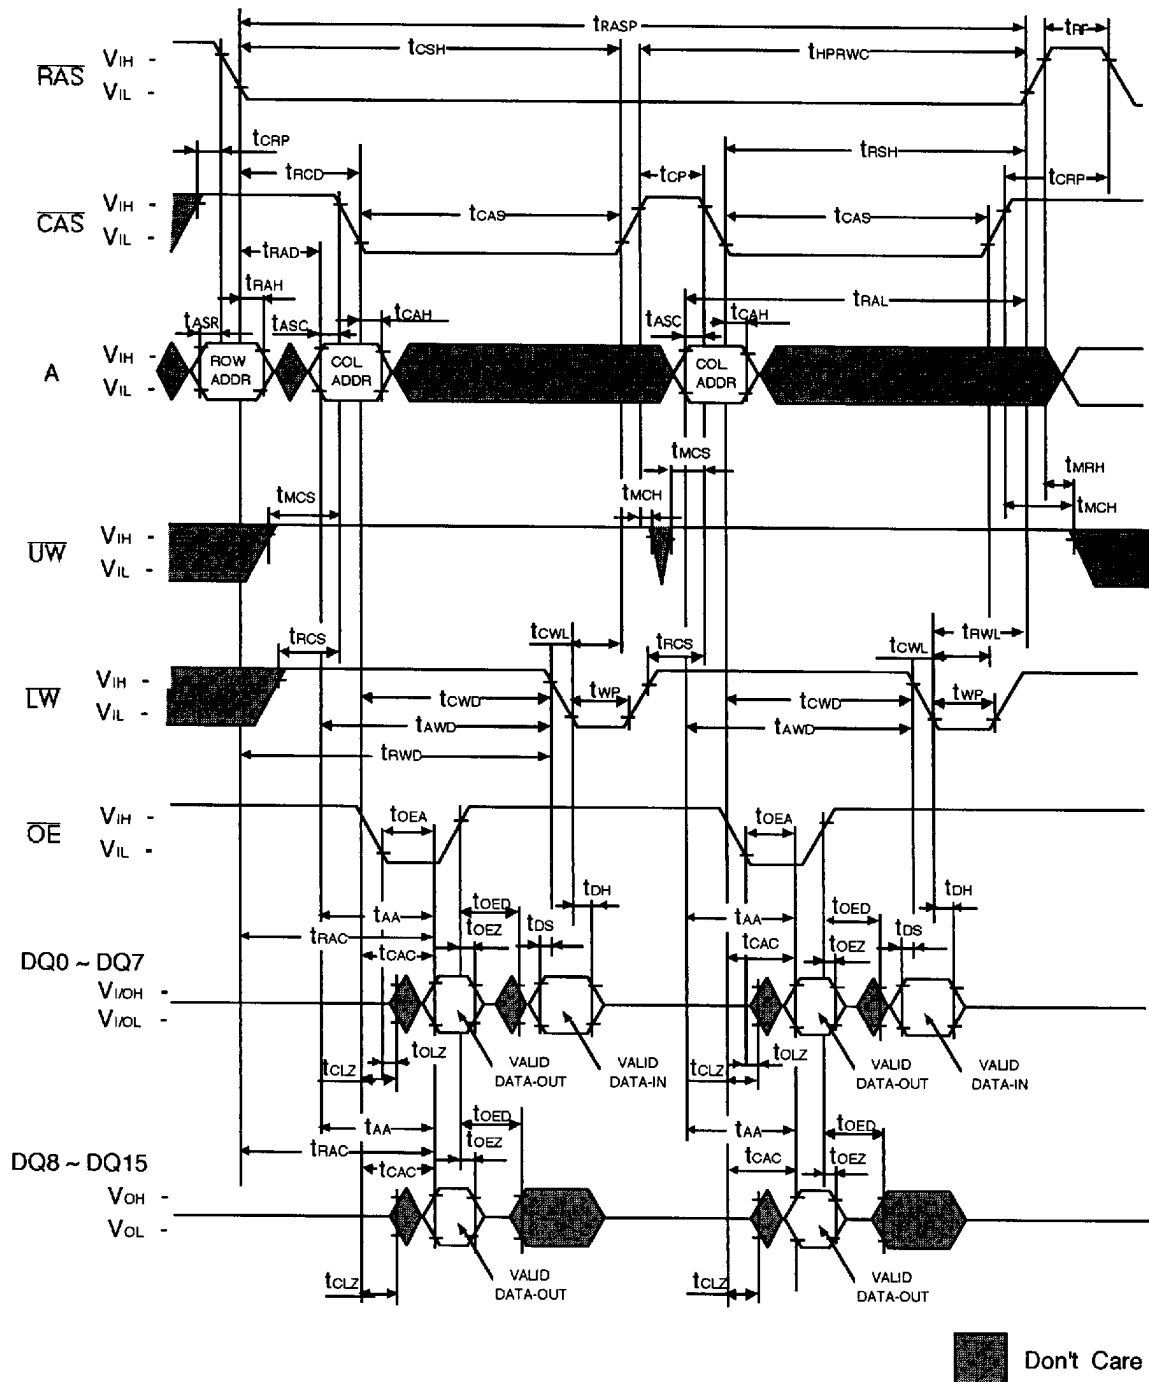 tRASP
tCSH
tHPRWC
tRP
RAS
VIH -
VIL -
tCRP
tRCD
tRSH
tCP
tCRP
CAS
VIH -
VIL -
tCAS
tCAS
tRAD
tRAH
tRAL
tASR
tASC
tCAH
tASC
tCAH
A
VIH -
VIL -
ROW ADDR
COL ADDR
COL ADDR
tMCS
tMRH
tMCS
tMCH
tMCH
UW
VIH -
VIL -
tRCS
tCWL
tRCS
tCWL
tRWL
LW
VIH -
VIL -
tCWD
tWP
tCWD
tWP
tAWD
tAWD
tRWD
OE
VIH -
VIL -
tOEA
tOEA
tDH
tDH
tAA
tOED
tAA
tOED
tRAC
tOEZ
tDS
tCAC
tOEZ
tDS
tCAC
DQ0 ~ DQ7
VI/OH -
VI/OL -
tOLZ
tOLZ
tCLZ
tCLZ
VALID DATA-OUT
VALID DATA-IN
VALID DATA-OUT
VALID DATA-IN
tAA
tOED
tAA
tOED
tRAC
tOEZ
tOEZ
tCAC
tCAC
DQ8 ~ DQ15
VOH -
VOL -
tCLZ
tCLZ
VALID DATA-OUT
VALID DATA-OUT
Don't Care